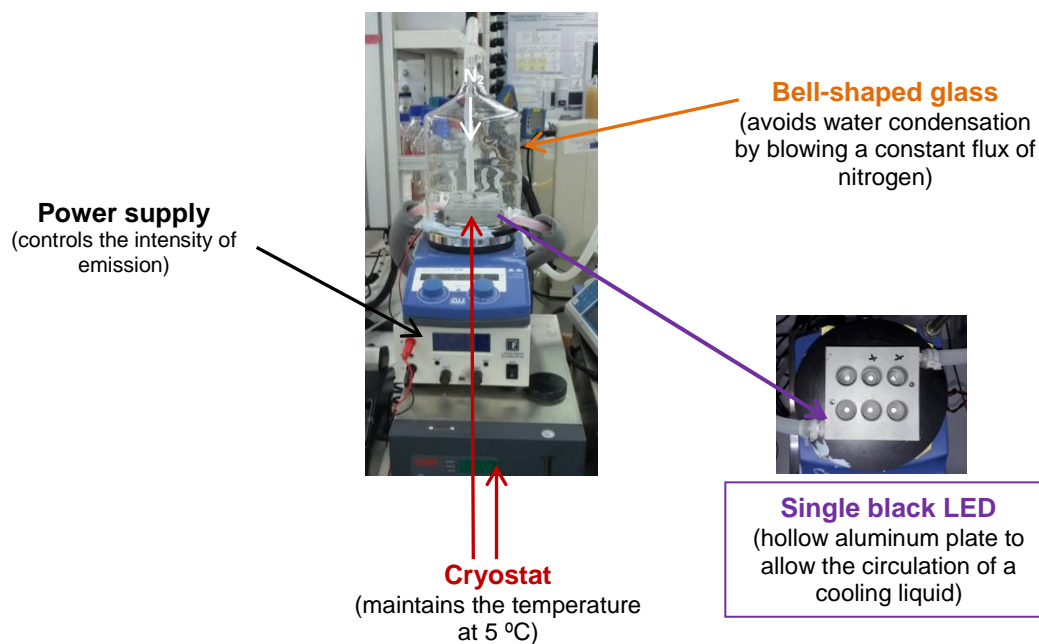 N2
Bell-shaped glass
(avoids water condensation
by blowing a constant flux of
nitrogen)
Power supply
(controls the intensity of
emission)
Single black LED
(hollow aluminum plate to
allow the circulation of a
cooling liquid)
Cryostat
(maintains the temperature
at 5 ºC)